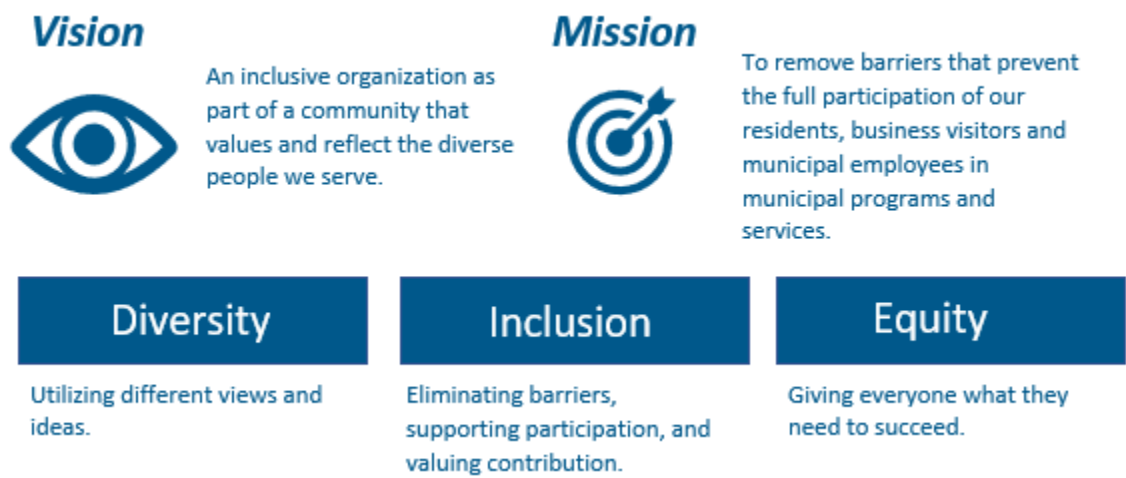 Vision
An inclusive organization as
part of a community that
values and reflect the diverse
people we serve.
Mission
To remove barriers that prevent
the full participation of our
residents, business visitors and
municipal employees in
municipal programs and
services.
Diversity
Utilizing different views and
ideas.
Inclusion
Eliminating barriers,
supporting participation, and
valuing contribution.
Equity
Giving everyone what they
need to succeed.